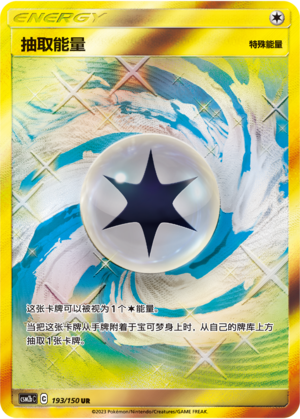 ENERGY
抽取能量
特殊能量
这张卡牌可以被视为1个能量。
当把这张卡牌从手牌附着于宝可梦身上时,从自己的牌库上方
抽取1张卡牌。
CSM2b C C 193/150 UR
©2023 Pokémon/Nintendo/Creatures/GAME FREAK.